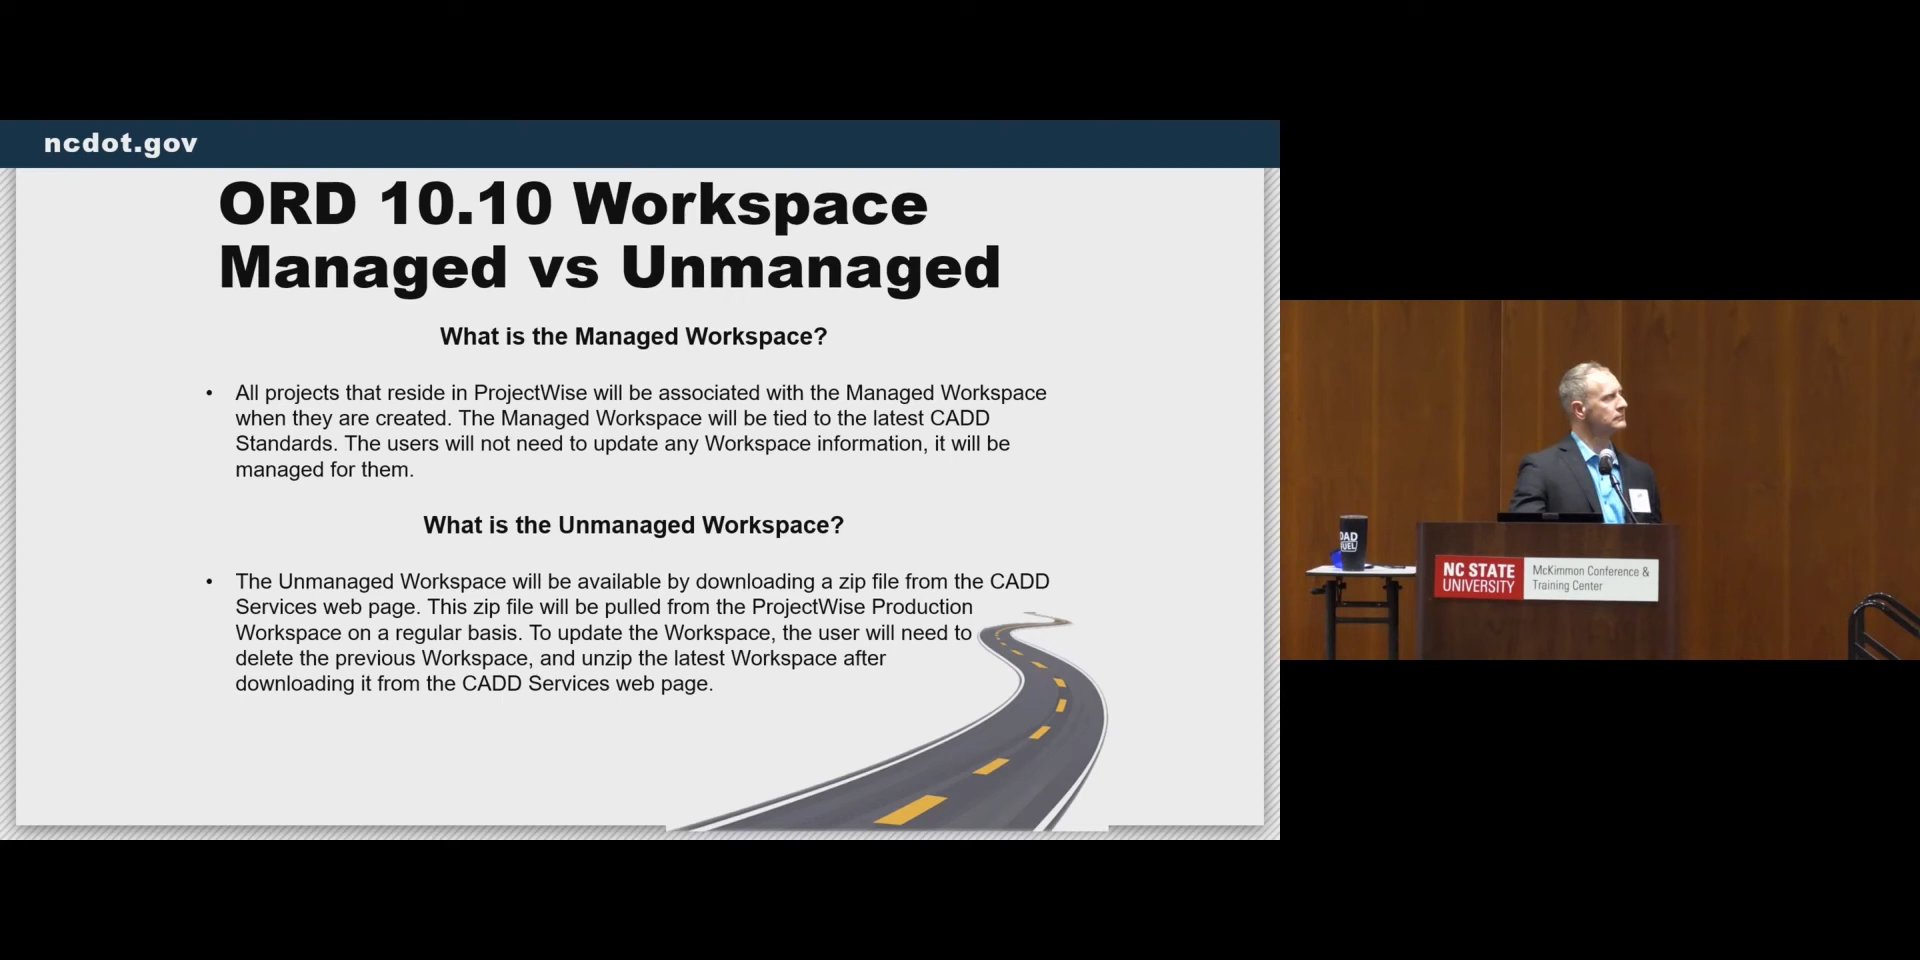 ncdot.gov
ORD 10.10 Workspace
Managed vs Unmanaged
What is the Managed Workspace?
• All projects that reside in ProjectWise will be associated with the Managed Workspace
when they are created. The Managed Workspace will be tied to the latest CADD
Standards. The users will not need to update any Workspace information, it will be
managed for them.
What is the Unmanaged Workspace?
• The Unmanaged Workspace will be available by downloading a zip file from the CADD
Services web page. This zip file will be pulled from the ProjectWise Production
Workspace on a regular basis. To update the Workspace, the user will need to
delete the previous Workspace, and unzip the latest Workspace after
downloading it from the CADD Services web page.
DAD
FUEL
NC STATE
UNIVERSITY
McKimmon Conference &
Training Center